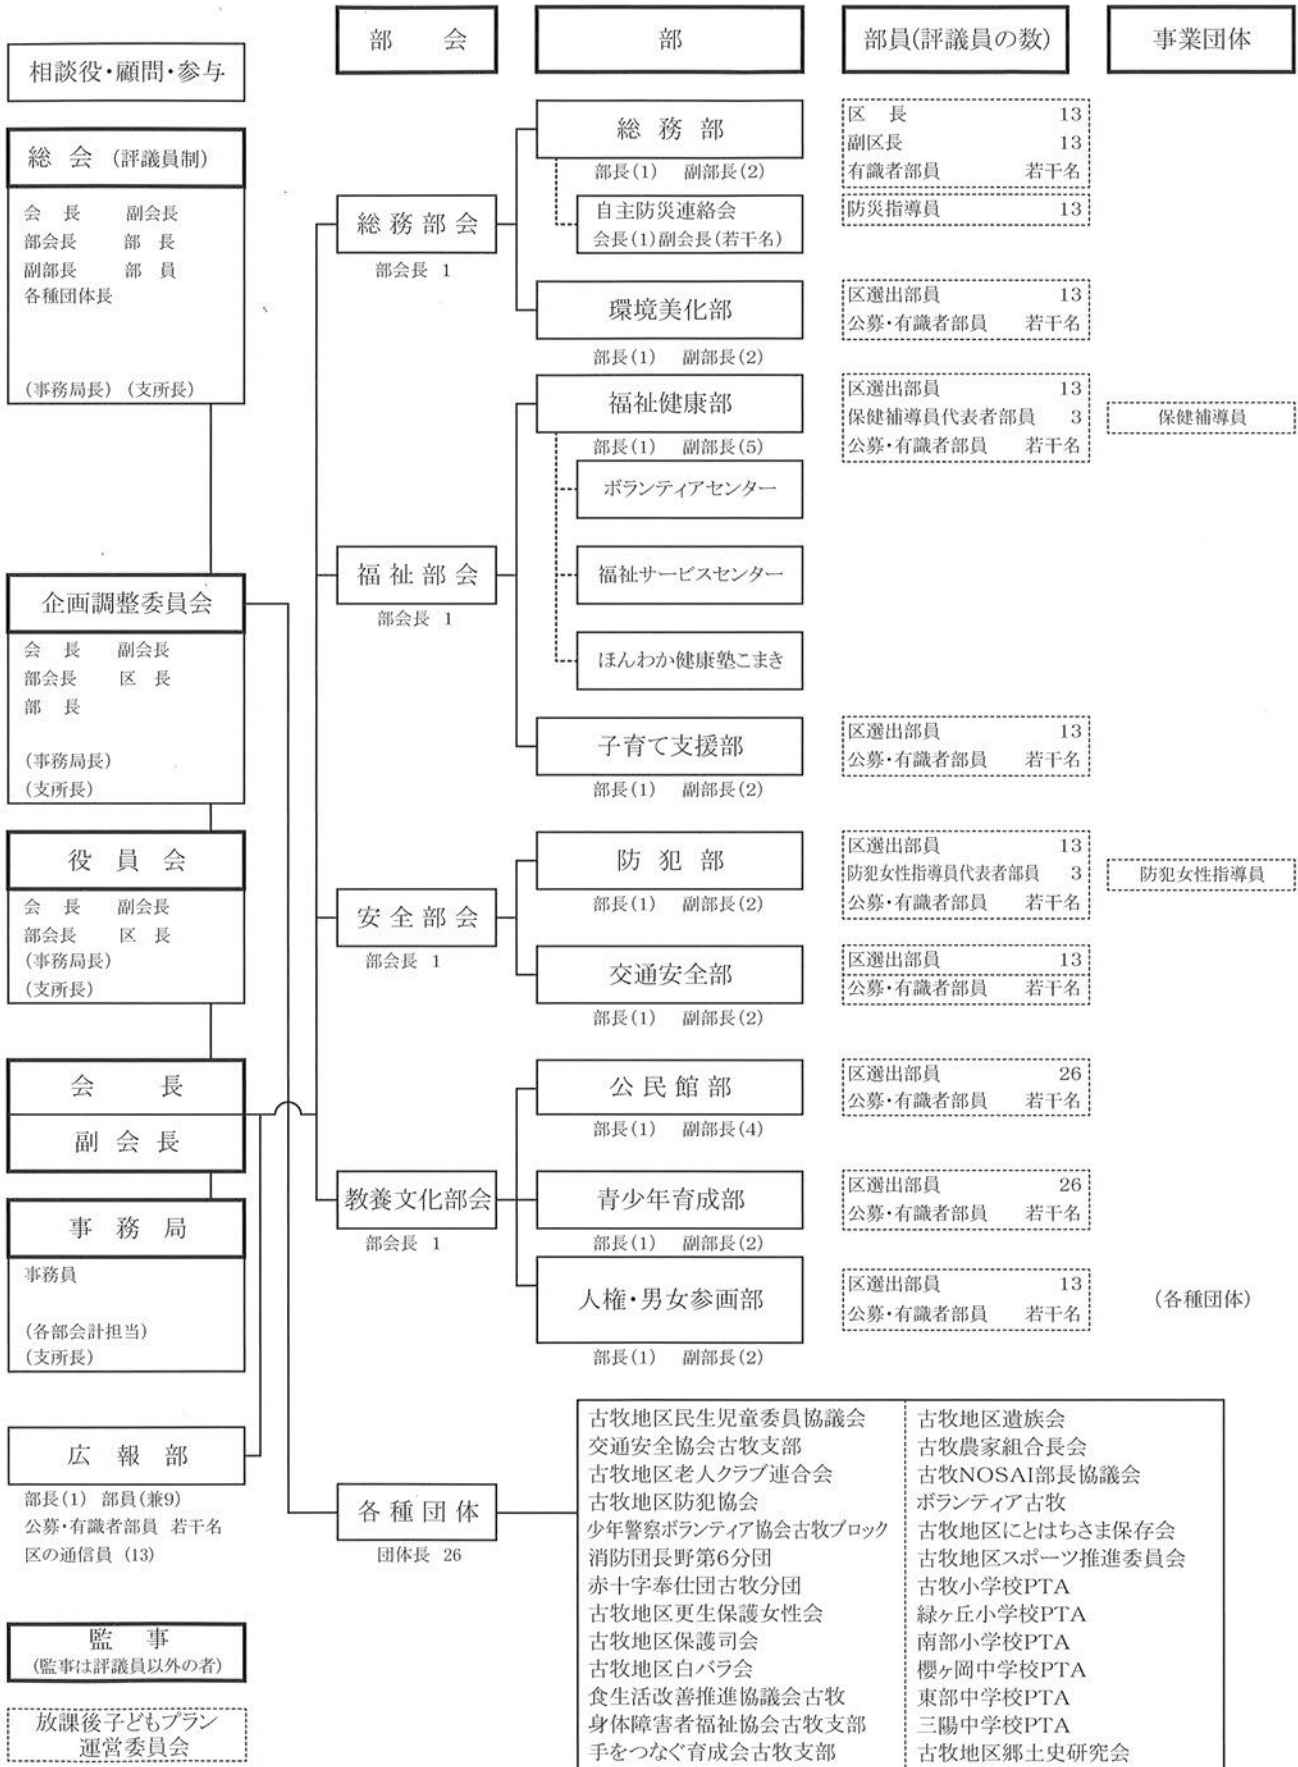 部　会
部
部員(評議員の数)
事業団体
相談役・顧問・参与
総　会 (評議員制)
会　長　　副会長
部会長　　部　長
副部長　　部　員
各種団体長
(事務局長) (支所長)
企画調整委員会
会　長　　副会長
部会長　　区　長
部　長
(事務局長)
(支所長)
役　員　会
会　長　　副会長
部会長　　区　長
(事務局長)
(支所長)
会　　長
副　会　長
事　務　局
事務員
(各部会計担当)
(支所長)
広　報　部
部長(1) 部員(兼9)
公募・有識者部員 若干名
区の通信員 (13)
監　事
(監事は評議員以外の者)
放課後子どもプラン
運営委員会
総務部会
部会長 1
総　務　部
部長(1)　副部長(2)
区　長　13
副区長　13
有識者部員　若干名
自主防災連絡会
会長(1)副会長(若干名)
防災指導員　13
環境美化部
部長(1)　副部長(2)
区選出部員　13
公募・有識者部員　若干名
福祉部会
部会長 1
福祉健康部
部長(1)　副部長(5)
区選出部員　13
保健補導員代表者部員　3
公募・有識者部員　若干名
保健補導員
ボランティアセンター
福祉サービスセンター
ほんわか健康塾こまき
子育て支援部
部長(1)　副部長(2)
区選出部員　13
公募・有識者部員　若干名
安全部会
部会長 1
防　犯　部
部長(1)　副部長(2)
区選出部員　13
防犯女性指導員代表者部員　3
公募・有識者部員　若干名
防犯女性指導員
交通安全部
部長(1)　副部長(2)
区選出部員　13
公募・有識者部員　若干名
教養文化部会
部会長 1
公民館部
部長(1)　副部長(4)
区選出部員　26
公募・有識者部員　若干名
青少年育成部
部長(1)　副部長(2)
区選出部員　26
公募・有識者部員　若干名
人権・男女参画部
部長(1)　副部長(2)
区選出部員　13
公募・有識者部員　若干名
(各種団体)
各種団体
団体長 26
古牧地区民生児童委員協議会
交通安全協会古牧支部
古牧地区老人クラブ連合会
古牧地区防犯協会
少年警察ボランティア協会古牧ブロック
消防団長野第6分団
赤十字奉仕団古牧分団
古牧地区更生保護女性会
古牧地区保護司会
古牧地区白バラ会
食生活改善推進協議会古牧
身体障害者福祉協会古牧支部
手をつなぐ育成会古牧支部
古牧地区遺族会
古牧農家組合長会
古牧NOSAI部長協議会
ボランティア古牧
古牧地区にとはちさま保存会
古牧地区スポーツ推進委員会
古牧小学校PTA
緑ヶ丘小学校PTA
南部小学校PTA
櫻ヶ岡中学校PTA
東部中学校PTA
三陽中学校PTA
古牧地区郷土史研究会